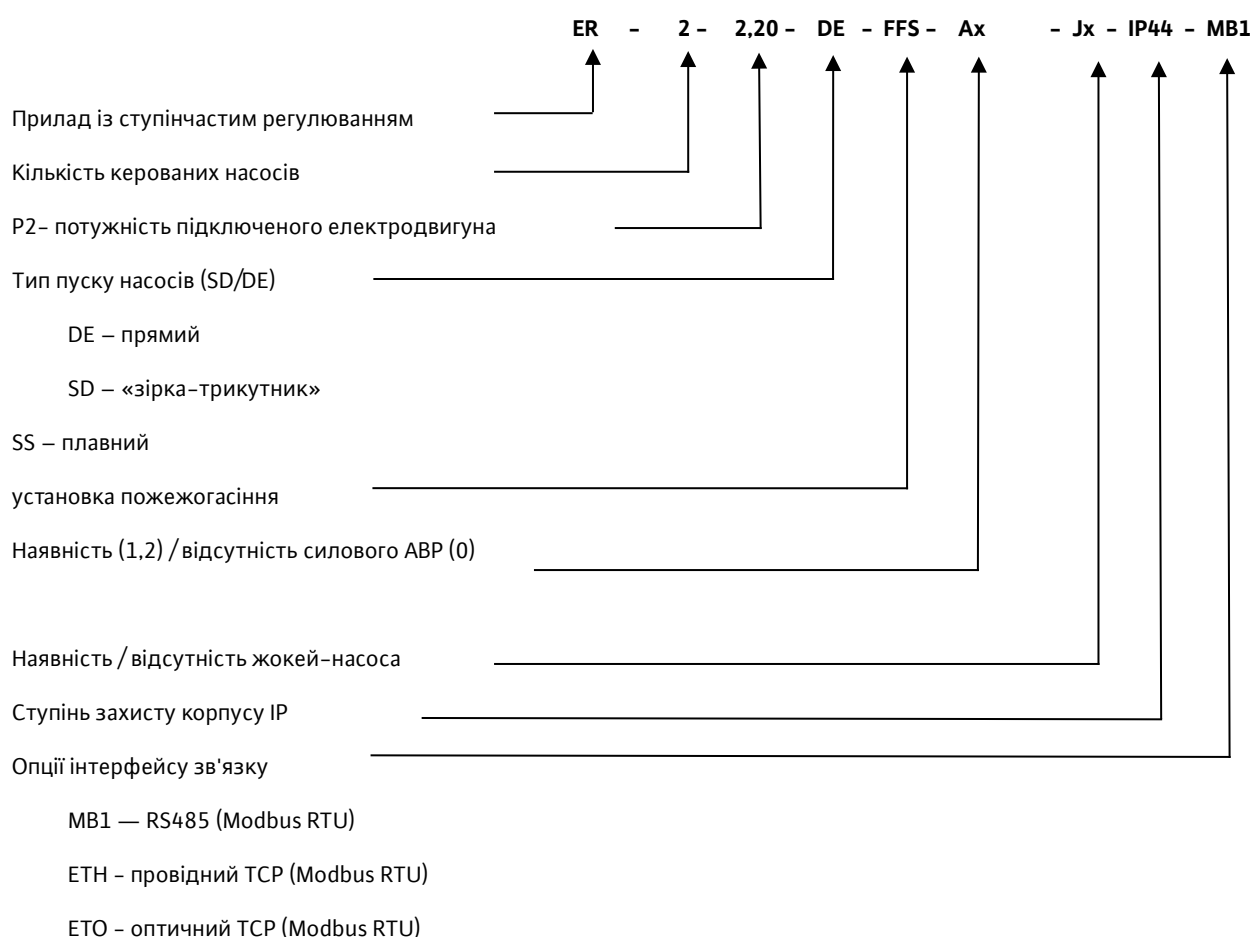 ER - 2 - 2,20 - DE - FFS - Ax - Jx - IP44 - MB1
Прилад із ступінчастим регулюванням
Кількість керованих насосів
P2- потужність підключеного електродвигуна
Тип пуску насосів (SD/DE)
DE – прямий
SD – «зірка-трикутник»
SS – плавний
установка пожежогасіння
Наявність (1,2) / відсутність силового АВР (0)
Наявність / відсутність жокей-насоса
Ступінь захисту корпусу IP
Опції інтерфейсу зв'язку
MB1 — RS485 (Modbus RTU)
ETH - провідний TCP (Modbus RTU)
ETO - оптичний TCP (Modbus RTU)